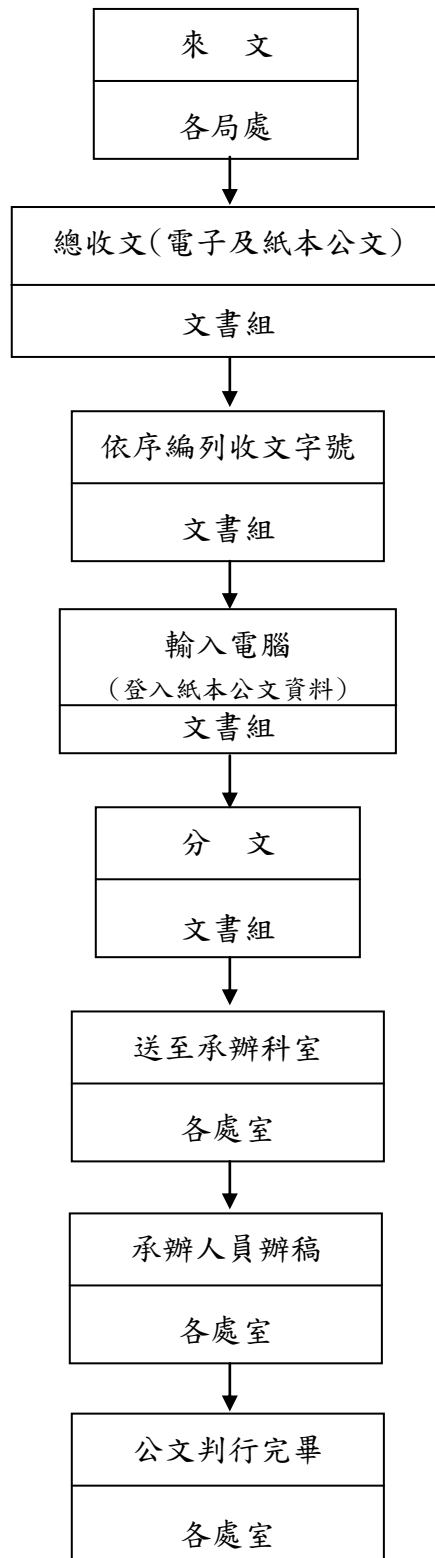 來　文
各局處
總收文(電子及紙本公文)
文書組
依序編列收文字號
文書組
輸入電腦
(登入紙本公文資料)
文書組
分　文
文書組
送至承辦科室
各處室
承辦人員辦稿
各處室
公文判行完畢
各處室